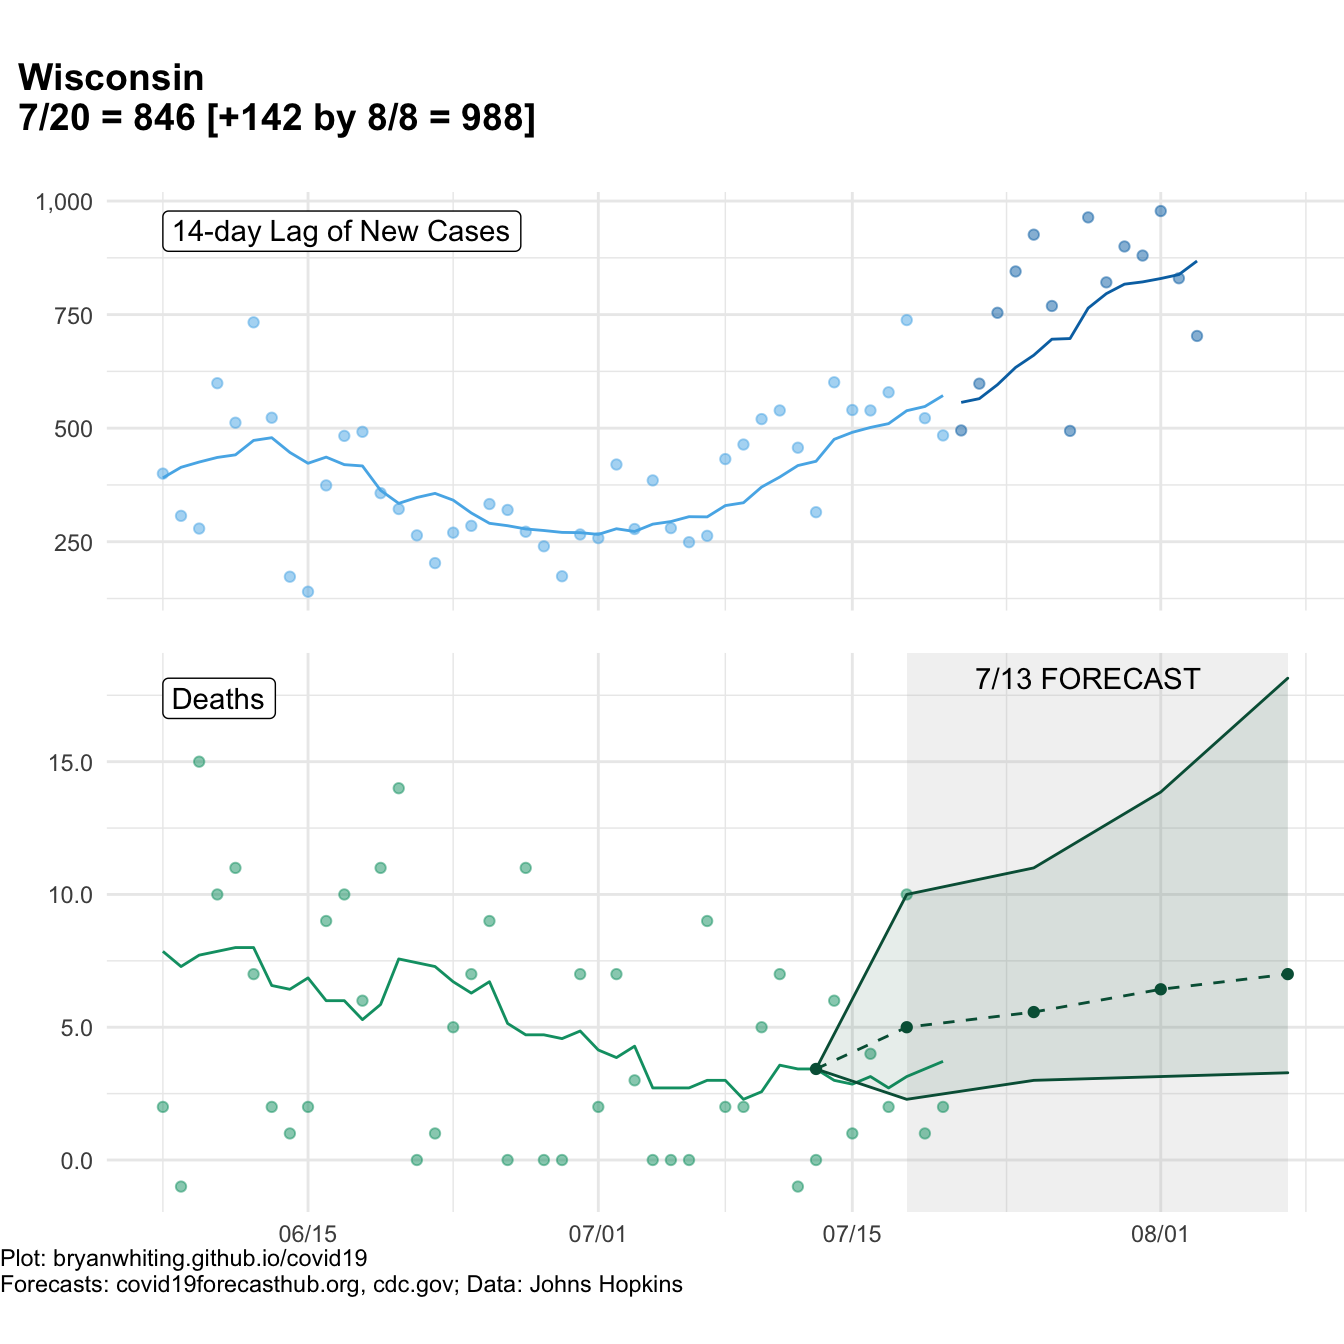 Wisconsin
7/20 = 846 [+142 by 8/8 = 988]
1,000
14-day Lag of New Cases
750
500
250
7/13 FORECAST
Deaths
15.0
10.0
5.0
0.0
06/15
07/01
07/15
08/01
Plot: bryanwhiting.github.io/covid19
Forecasts: covid19forecasthub.org, cdc.gov; Data: Johns Hopkins